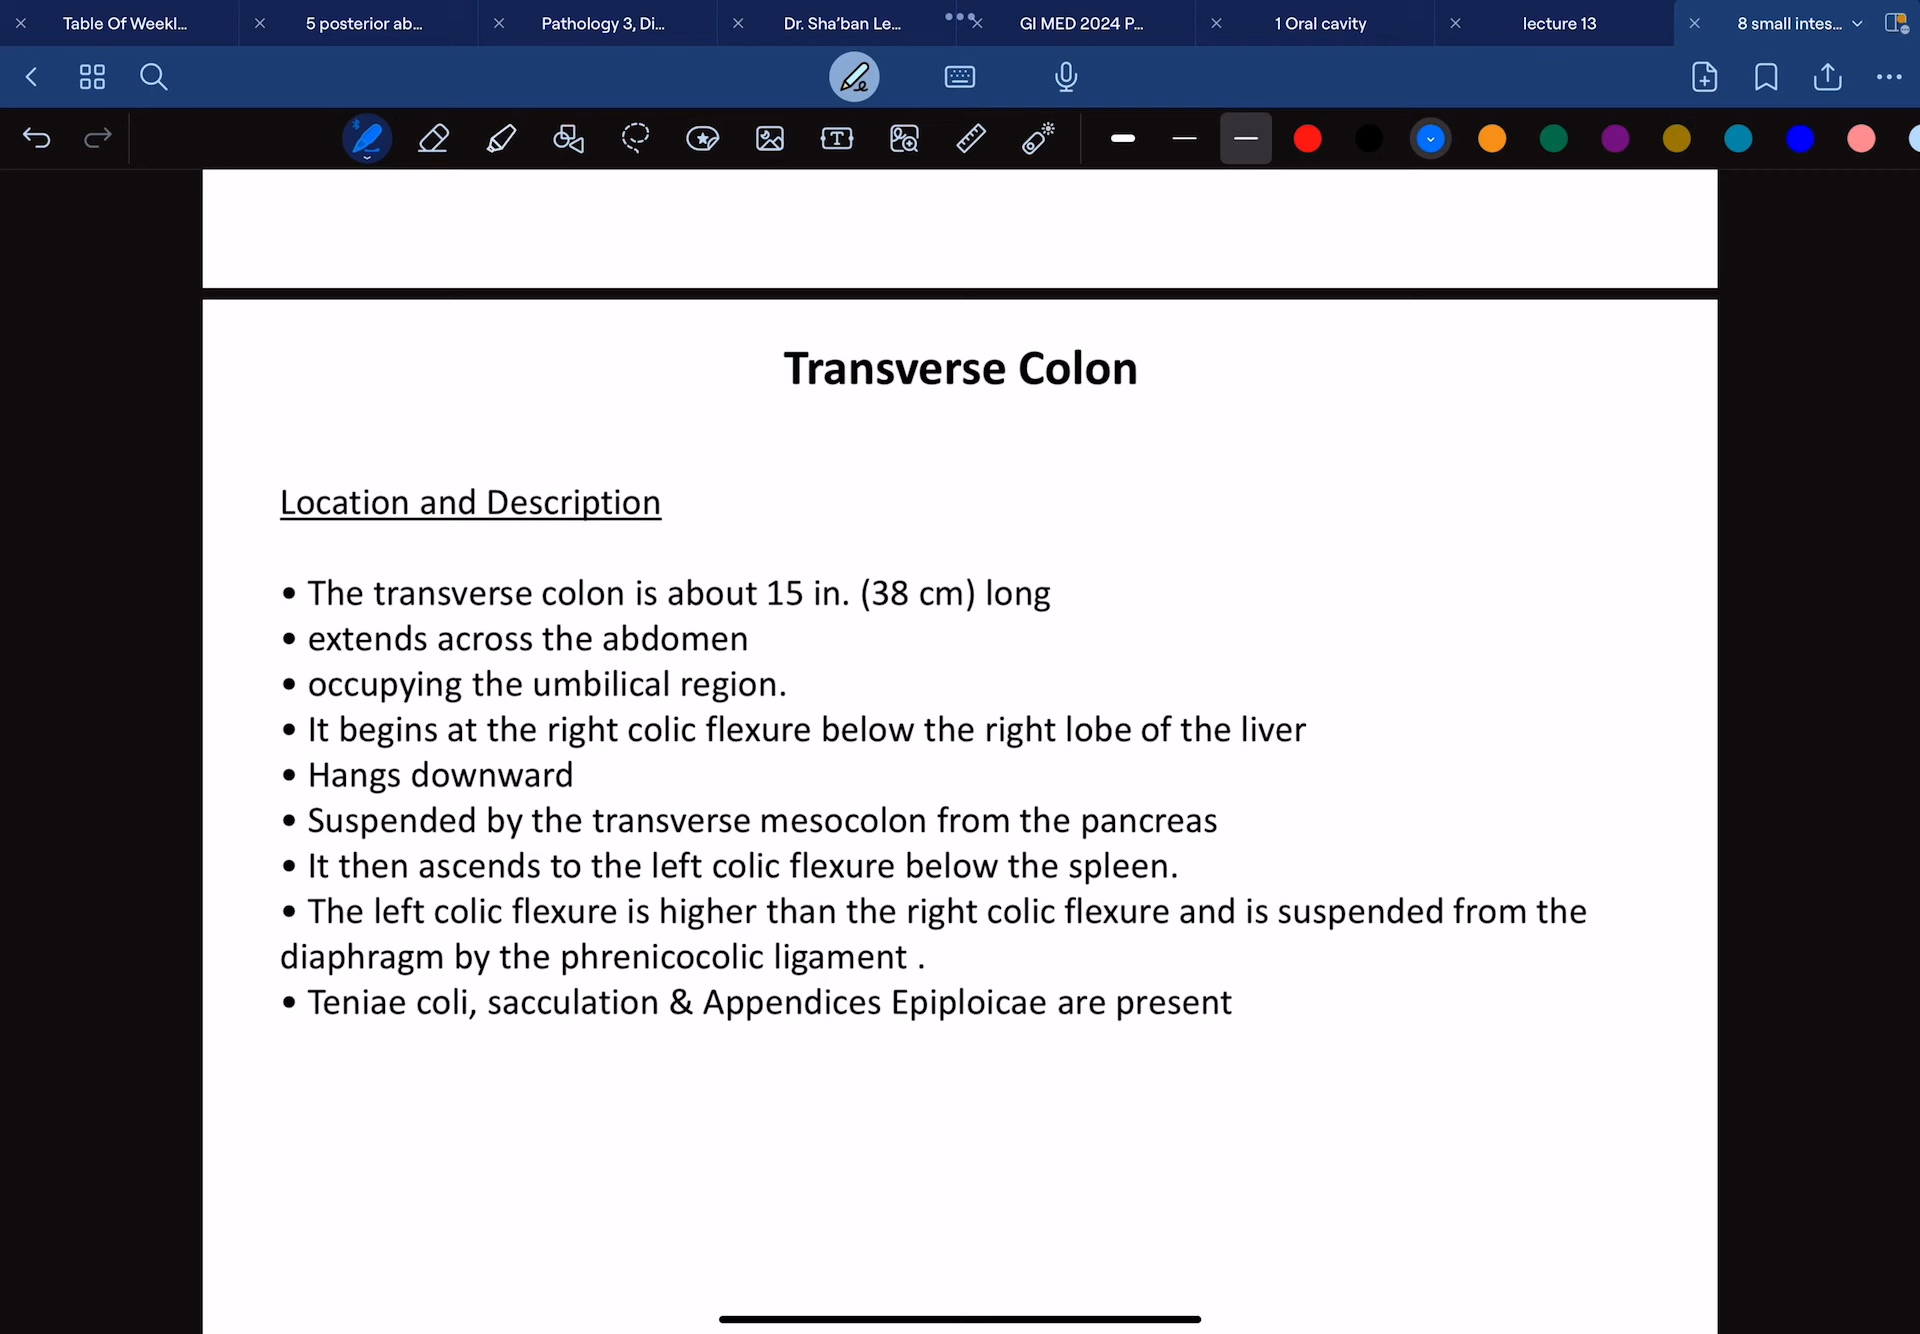 Table Of Weekl...
5 posterior ab...
Pathology 3, Di...
Dr. Sha'ban Le...
GI MED 2024 P...
1 Oral cavity
lecture 13
8 small intes...
Transverse Colon
Location and Description
• The transverse colon is about 15 in. (38 cm) long
• extends across the abdomen
• occupying the umbilical region.
• It begins at the right colic flexure below the right lobe of the liver
• Hangs downward
• Suspended by the transverse mesocolon from the pancreas
• It then ascends to the left colic flexure below the spleen.
• The left colic flexure is higher than the right colic flexure and is suspended from the
diaphragm by the phrenicocolic ligament .
• Teniae coli, sacculation & Appendices Epiploicae are present